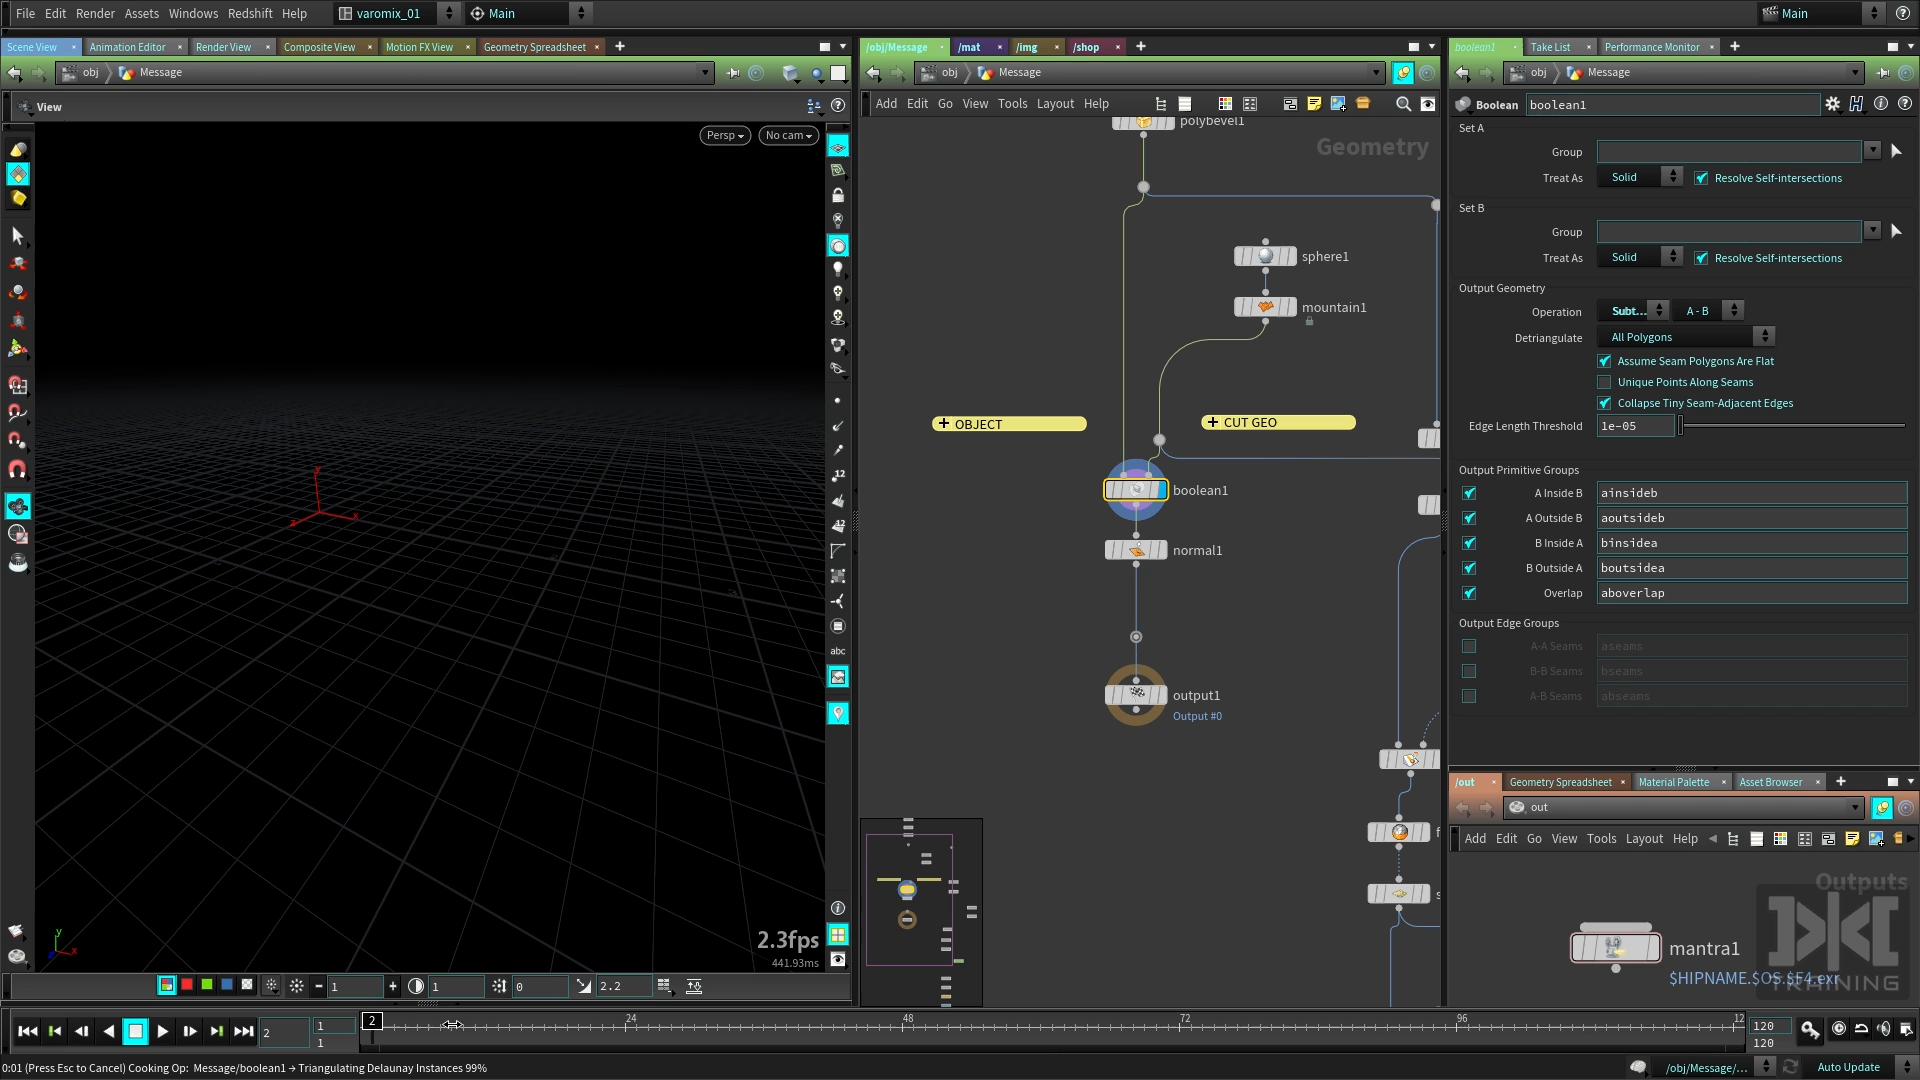 File Edit Render Assets Windows Redshift Help varomix_01 Main Main
Scene View Animation Editor Render View Composite View Motion FX View Geometry Spreadsheet
obj Message
View
Persp No cam
12
12
abc
2.3fps
441.93ms
1 1 0 2.2
/obj/Message /mat /img /shop
obj Message
Add Edit Go View Tools Layout Help
polybevel1
Geometry
sphere1
mountain1
OBJECT
CUT GEO
boolean1
normal1
output1
Output #0
boolean1 Take List Performance Monitor
obj Message
Boolean boolean1
Set A
Group
Treat As Solid Resolve Self-intersections
Set B
Group
Treat As Solid Resolve Self-intersections
Output Geometry
Operation Subt... A - B
Detriangulate All Polygons
Assume Seam Polygons Are Flat
Unique Points Along Seams
Collapse Tiny Seam-Adjacent Edges
Edge Length Threshold 1e-05
Output Primitive Groups
A Inside B ainsideb
A Outside B aoutsideb
B Inside A binsidea
B Outside A boutsidea
Overlap aboverlap
Output Edge Groups
A-A Seams aseams
B-B Seams bseams
A-B Seams abseams
/out Geometry Spreadsheet Material Palette Asset Browser
out
Add Edit Go View Tools Layout Help
Outputs
mantra1
$HIPNAME.$OS.$F4.exr
TRAINING
2 1 2 24 48 72 96 12 120
1 120
0:01 (Press Esc to Cancel) Cooking Op: Message/boolean1 → Triangulating Delaunay Instances 99% /obj/Message/... Auto Update